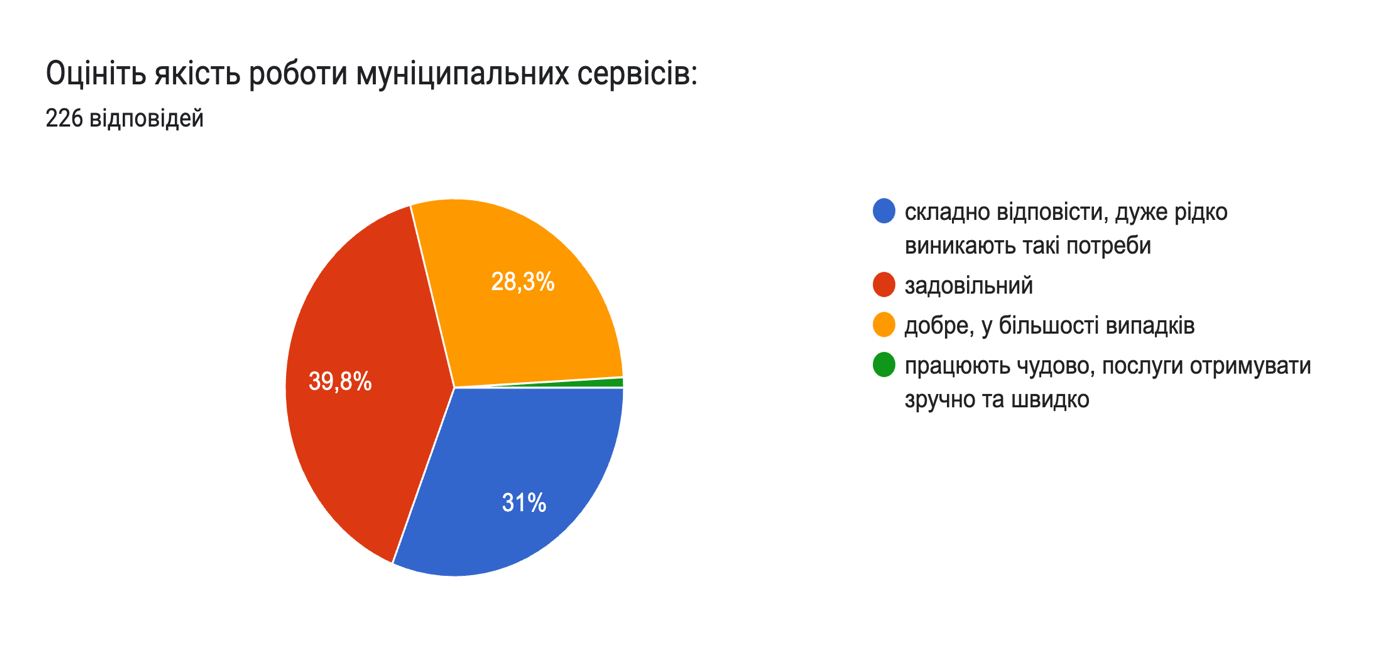 Оцініть якість роботи муніципальних сервісів:
226 відповідей
28,3%
39,8%
31%
складно відповісти, дуже рідко
виникають такі потреби
задовільний
добре, у більшості випадків
працюють чудово, послуги отримувати
зручно та швидко